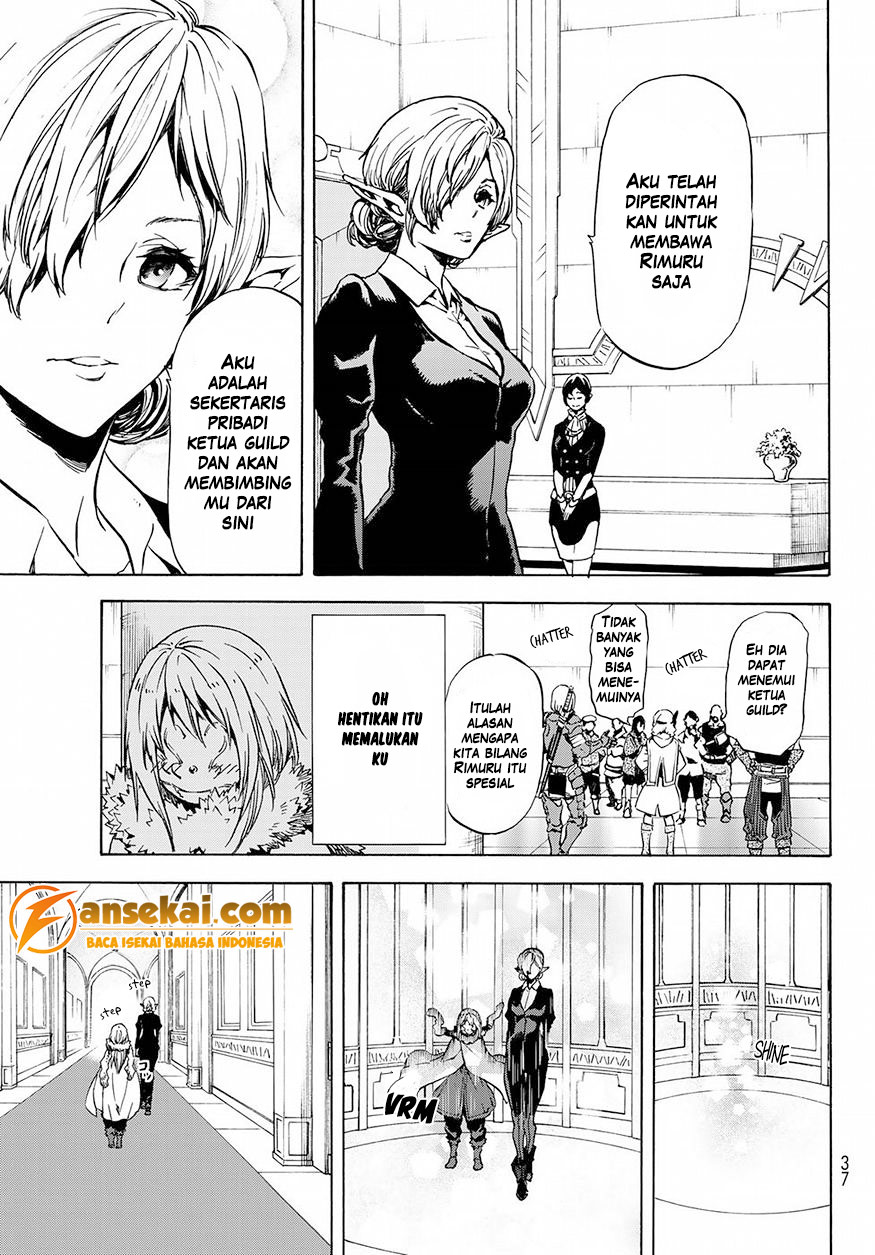 AKU TELAH
DIPERINTAH
KAN UNTUK
MEMBAWA
RIMURU
SAJA
AKU
ADALAH
SEKERTARIS
PRIBADI
KETUA GUILD
DAN AKAN
MEMBIMBING
MU DARI
SINI
EH DIA
DAPAT
MENEMUI
KETUA
GUILD?
CHATTER
TIDAK
BANYAK
YANG
BISA
MENE-
MUINYA
CHATTER
ITULAH
ALASAN
MENGAPA
KITA BILANG
RIMURU ITU
SPESIAL
OH
HENTIKAN ITU
MEMALUKAN
KU
SHINE
VRM
step
step
コッ
Zansekai.com
BACA ISEKAI BAHASA INDONESIA
37